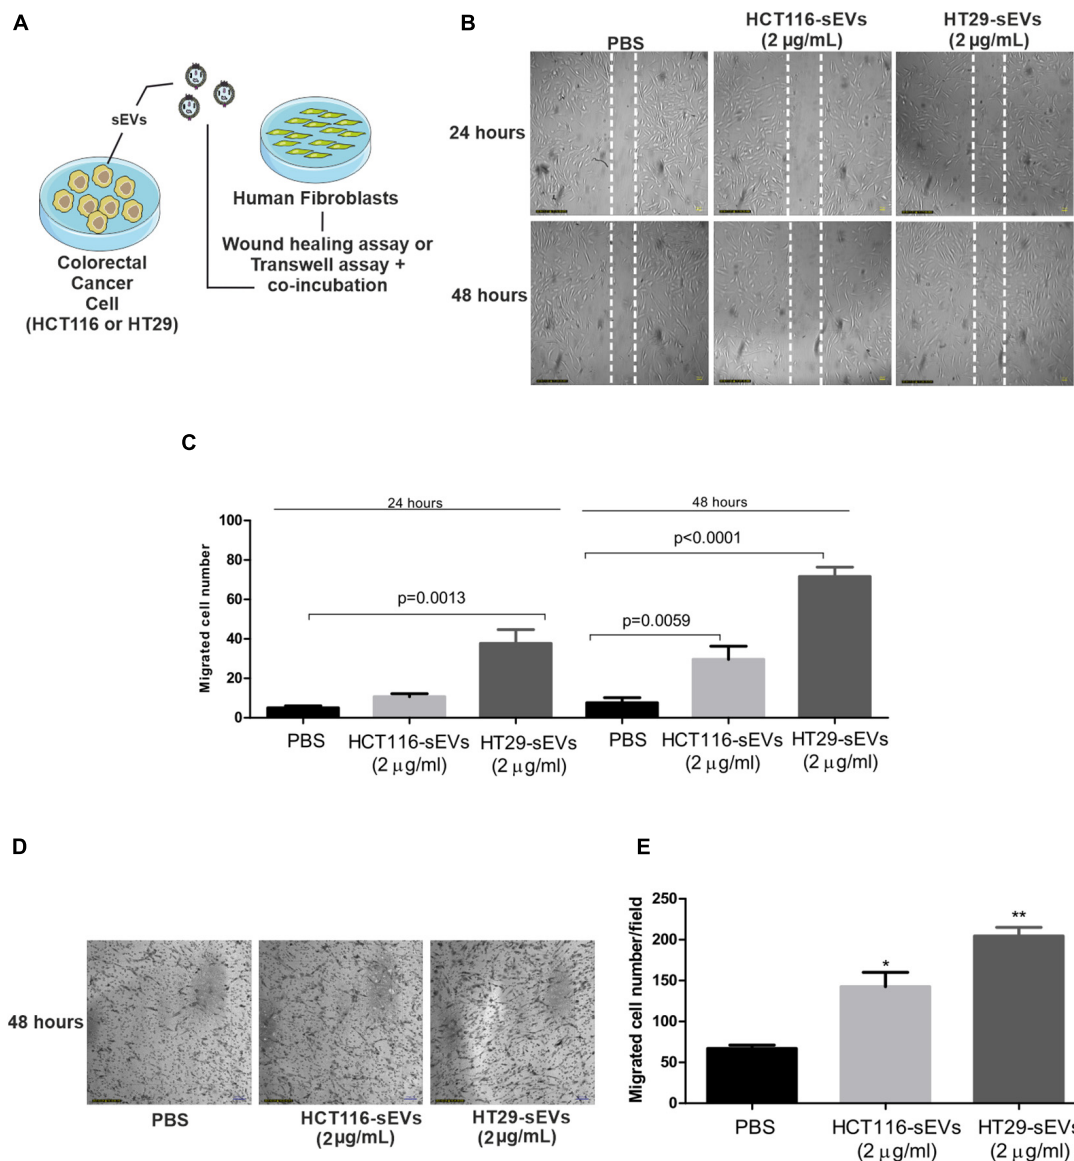 A
sEVs
Colorectal
Cancer
Cell
(HCT116 or HT29)
Human Fibroblasts
Wound healing assay or
Transwell assay +
co-incubation
B
PBS
HCT116-sEVs
(2 µg/mL)
HT29-sEVs
(2 µg/mL)
24 hours
48 hours
C
24 hours
48 hours
Migrated cell number
100
80
60
40
20
0
p=0.0013
p<0.0001
p=0.0059
PBS
HCT116-sEVs
(2 µg/ml)
HT29-sEVs
(2 µg/ml)
PBS
HCT116-sEVs
(2 µg/ml)
HT29-sEVs
(2 µg/ml)
D
48 hours
PBS
HCT116-sEVs
(2µg/mL)
HT29-sEVs
(2µg/mL)
E
Migrated cell number/field
250
200
150
100
50
0
*
**
PBS
HCT116-sEVs
(2 µg/ml)
HT29-sEVs
(2 µg/ml)